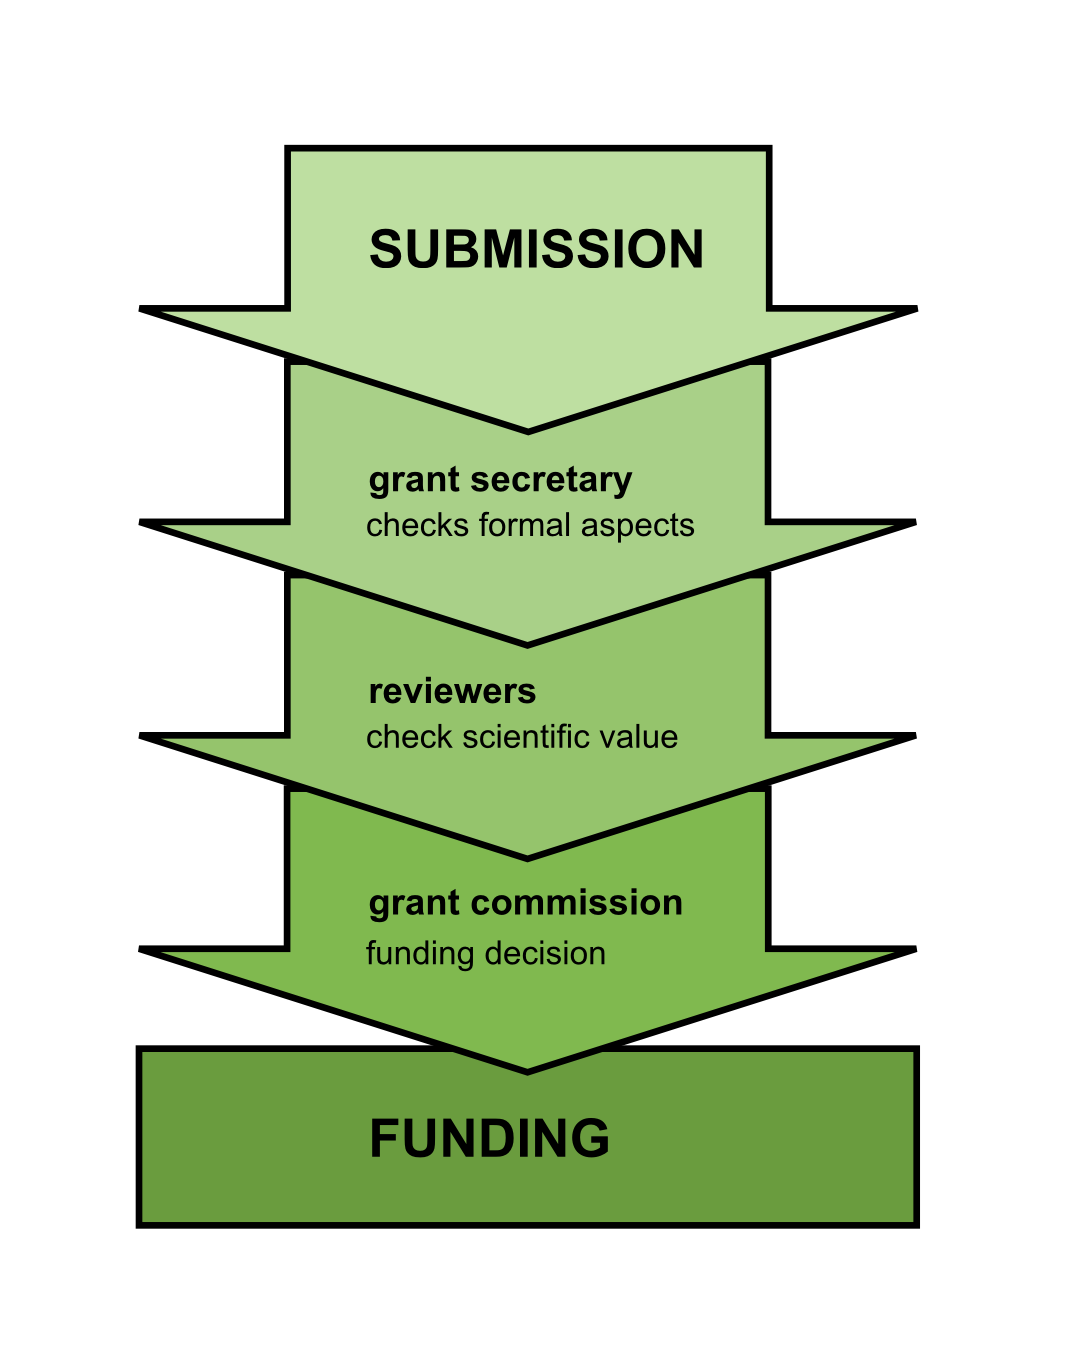 SUBMISSION
grant secretary
checks formal aspects
reviewers
check scientific value
grant commission
funding decision
FUNDING